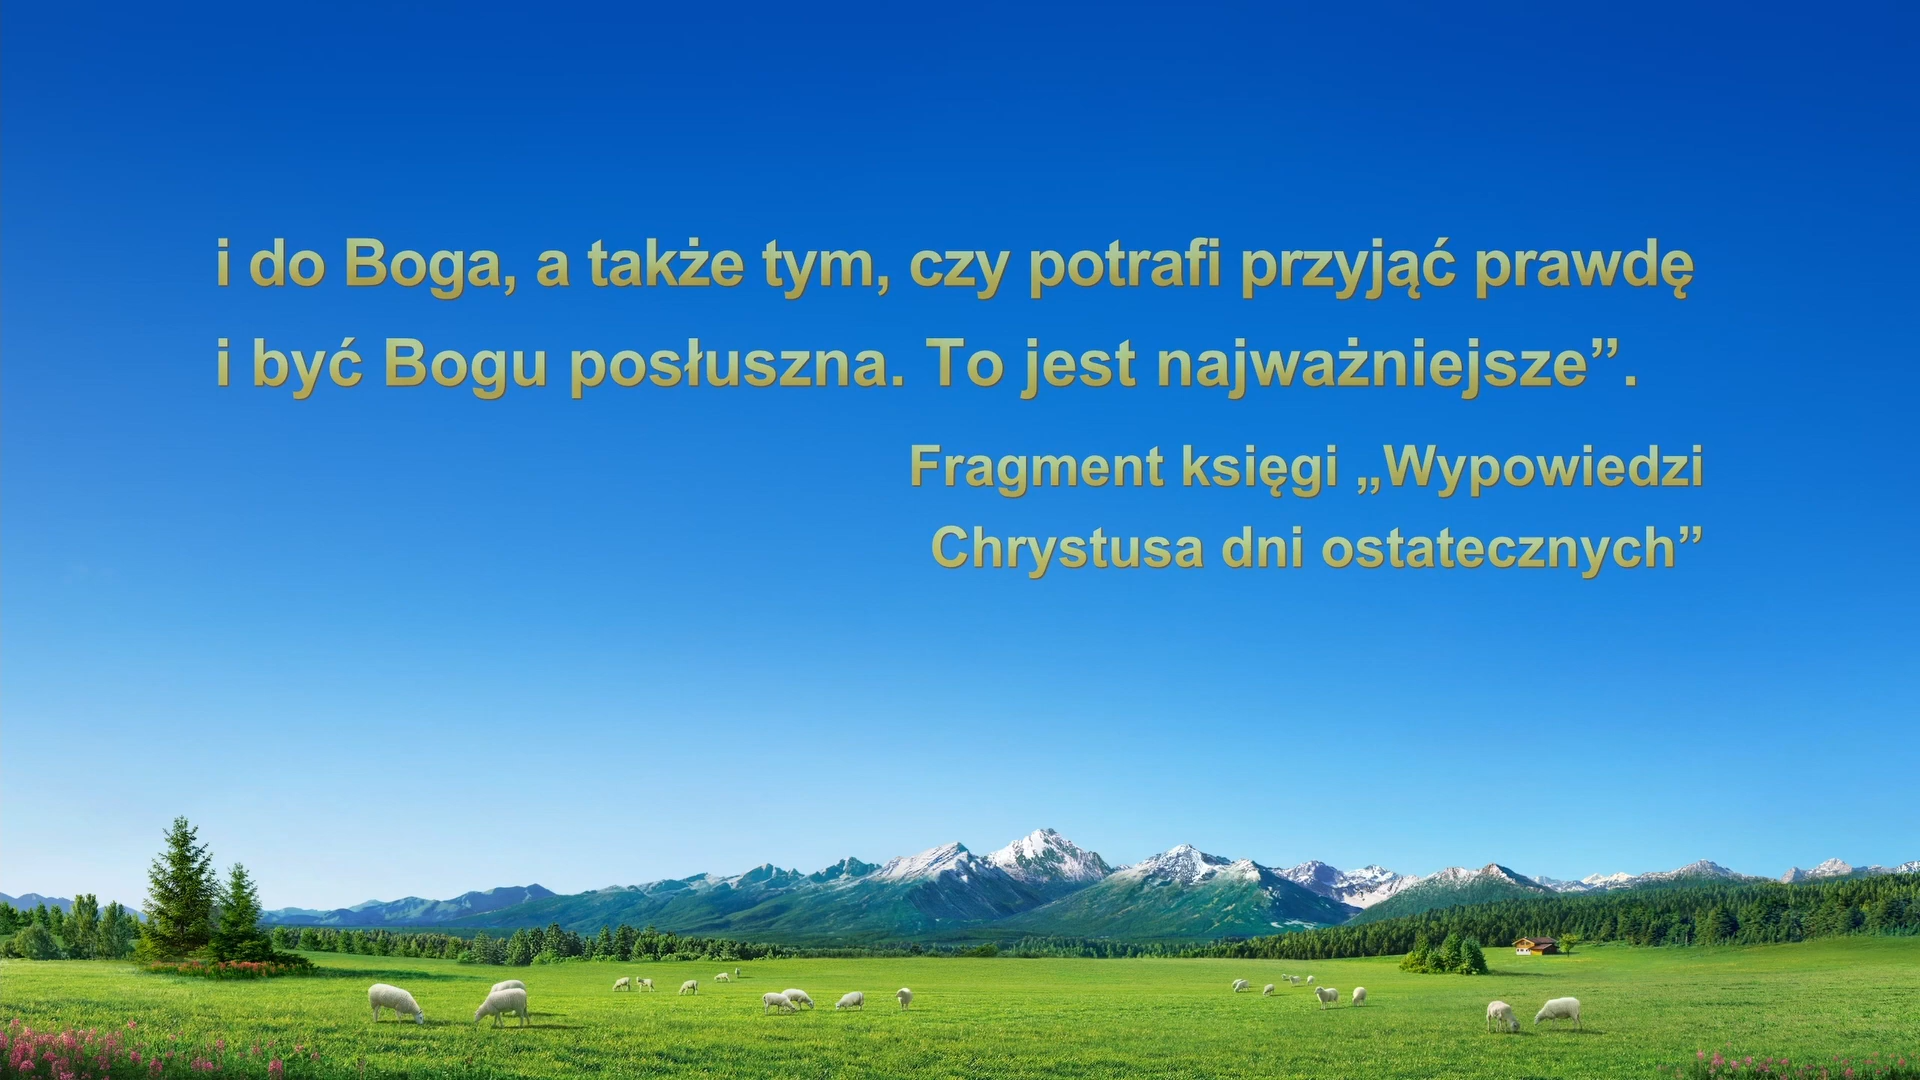 i do Boga, a także tym, czy potrafi przyjąć prawdę
i być Bogu posłuszna. To jest najważniejsze”.
Fragment księgi „Wypowiedzi
Chrystusa dni ostatecznych”